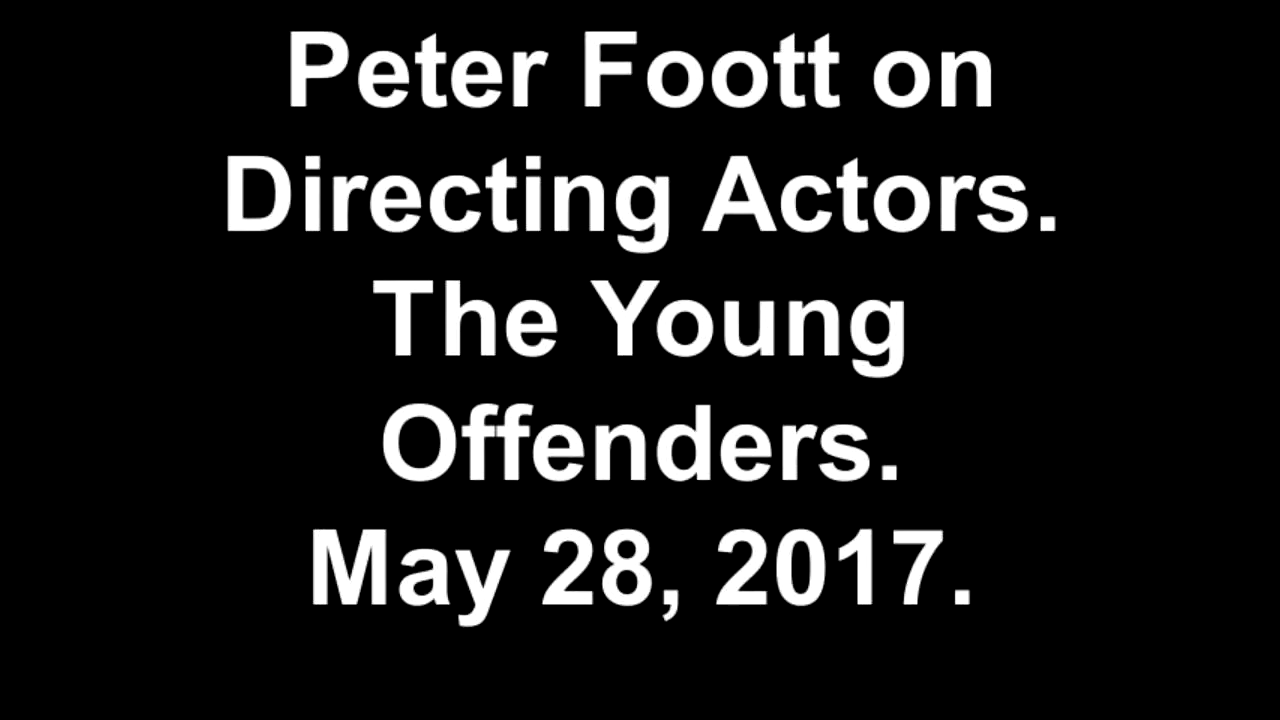 Peter Foott on
Directing Actors.
The Young
Offenders.
May 28, 2017.